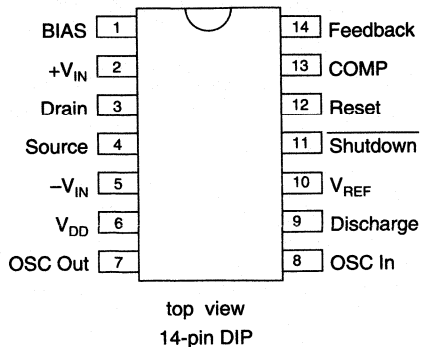 BIAS 1 14 Feedback
+VIN 2 13 COMP
Drain 3 12 Reset
Source 4 11 Shutdown
–VIN 5 10 VREF
VDD 6 9 Discharge
OSC Out 7 8 OSC In
top view
14-pin DIP